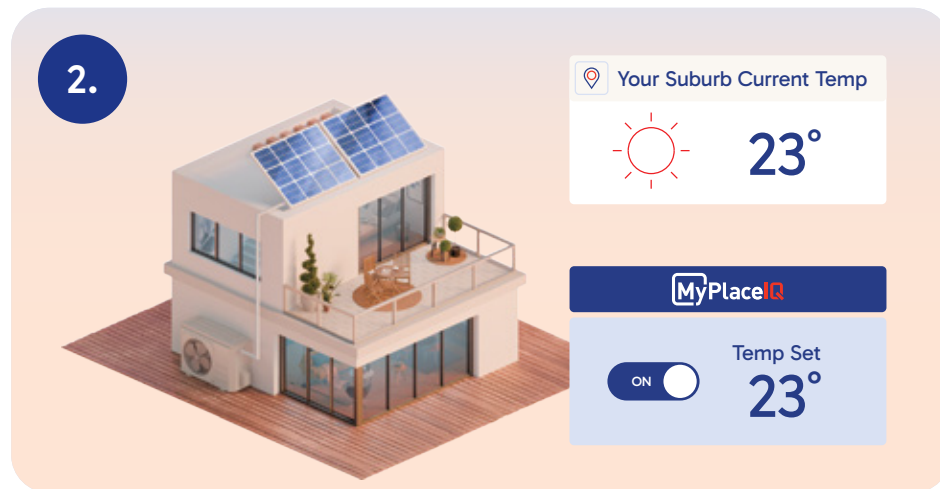 2.
Your Suburb Current Temp
23°
MyPlaceIQ
ON
Temp Set
23°